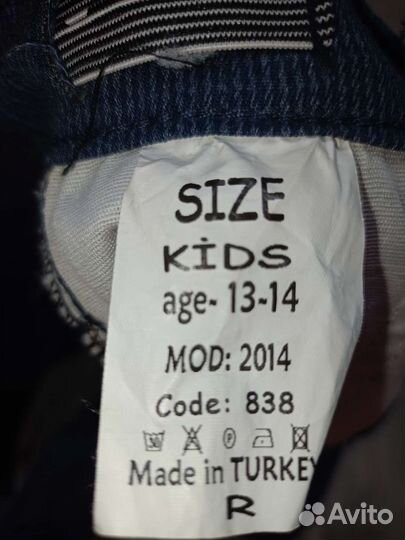 SIZE
KİDS
age- 13-14
MOD: 2014
Code: 838
Made in TURKEY
R
Avito